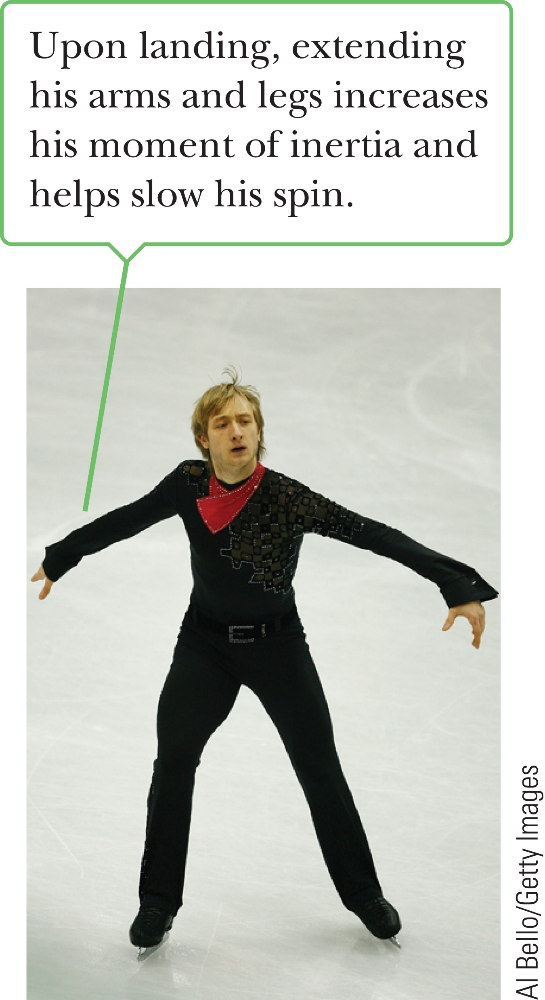 Upon landing, extending
his arms and legs increases
his moment of inertia and
helps slow his spin.
Al Bello/Getty Images